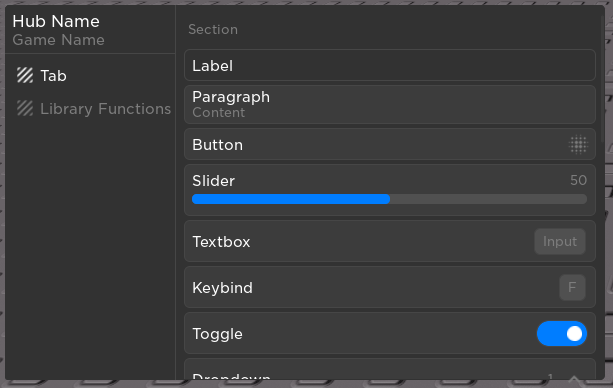 Hub Name
Game Name
Tab
Library Functions
Section
Label
Paragraph
Content
Button
Slider 50
Textbox Input
Keybind F
Toggle
Dropdown 1